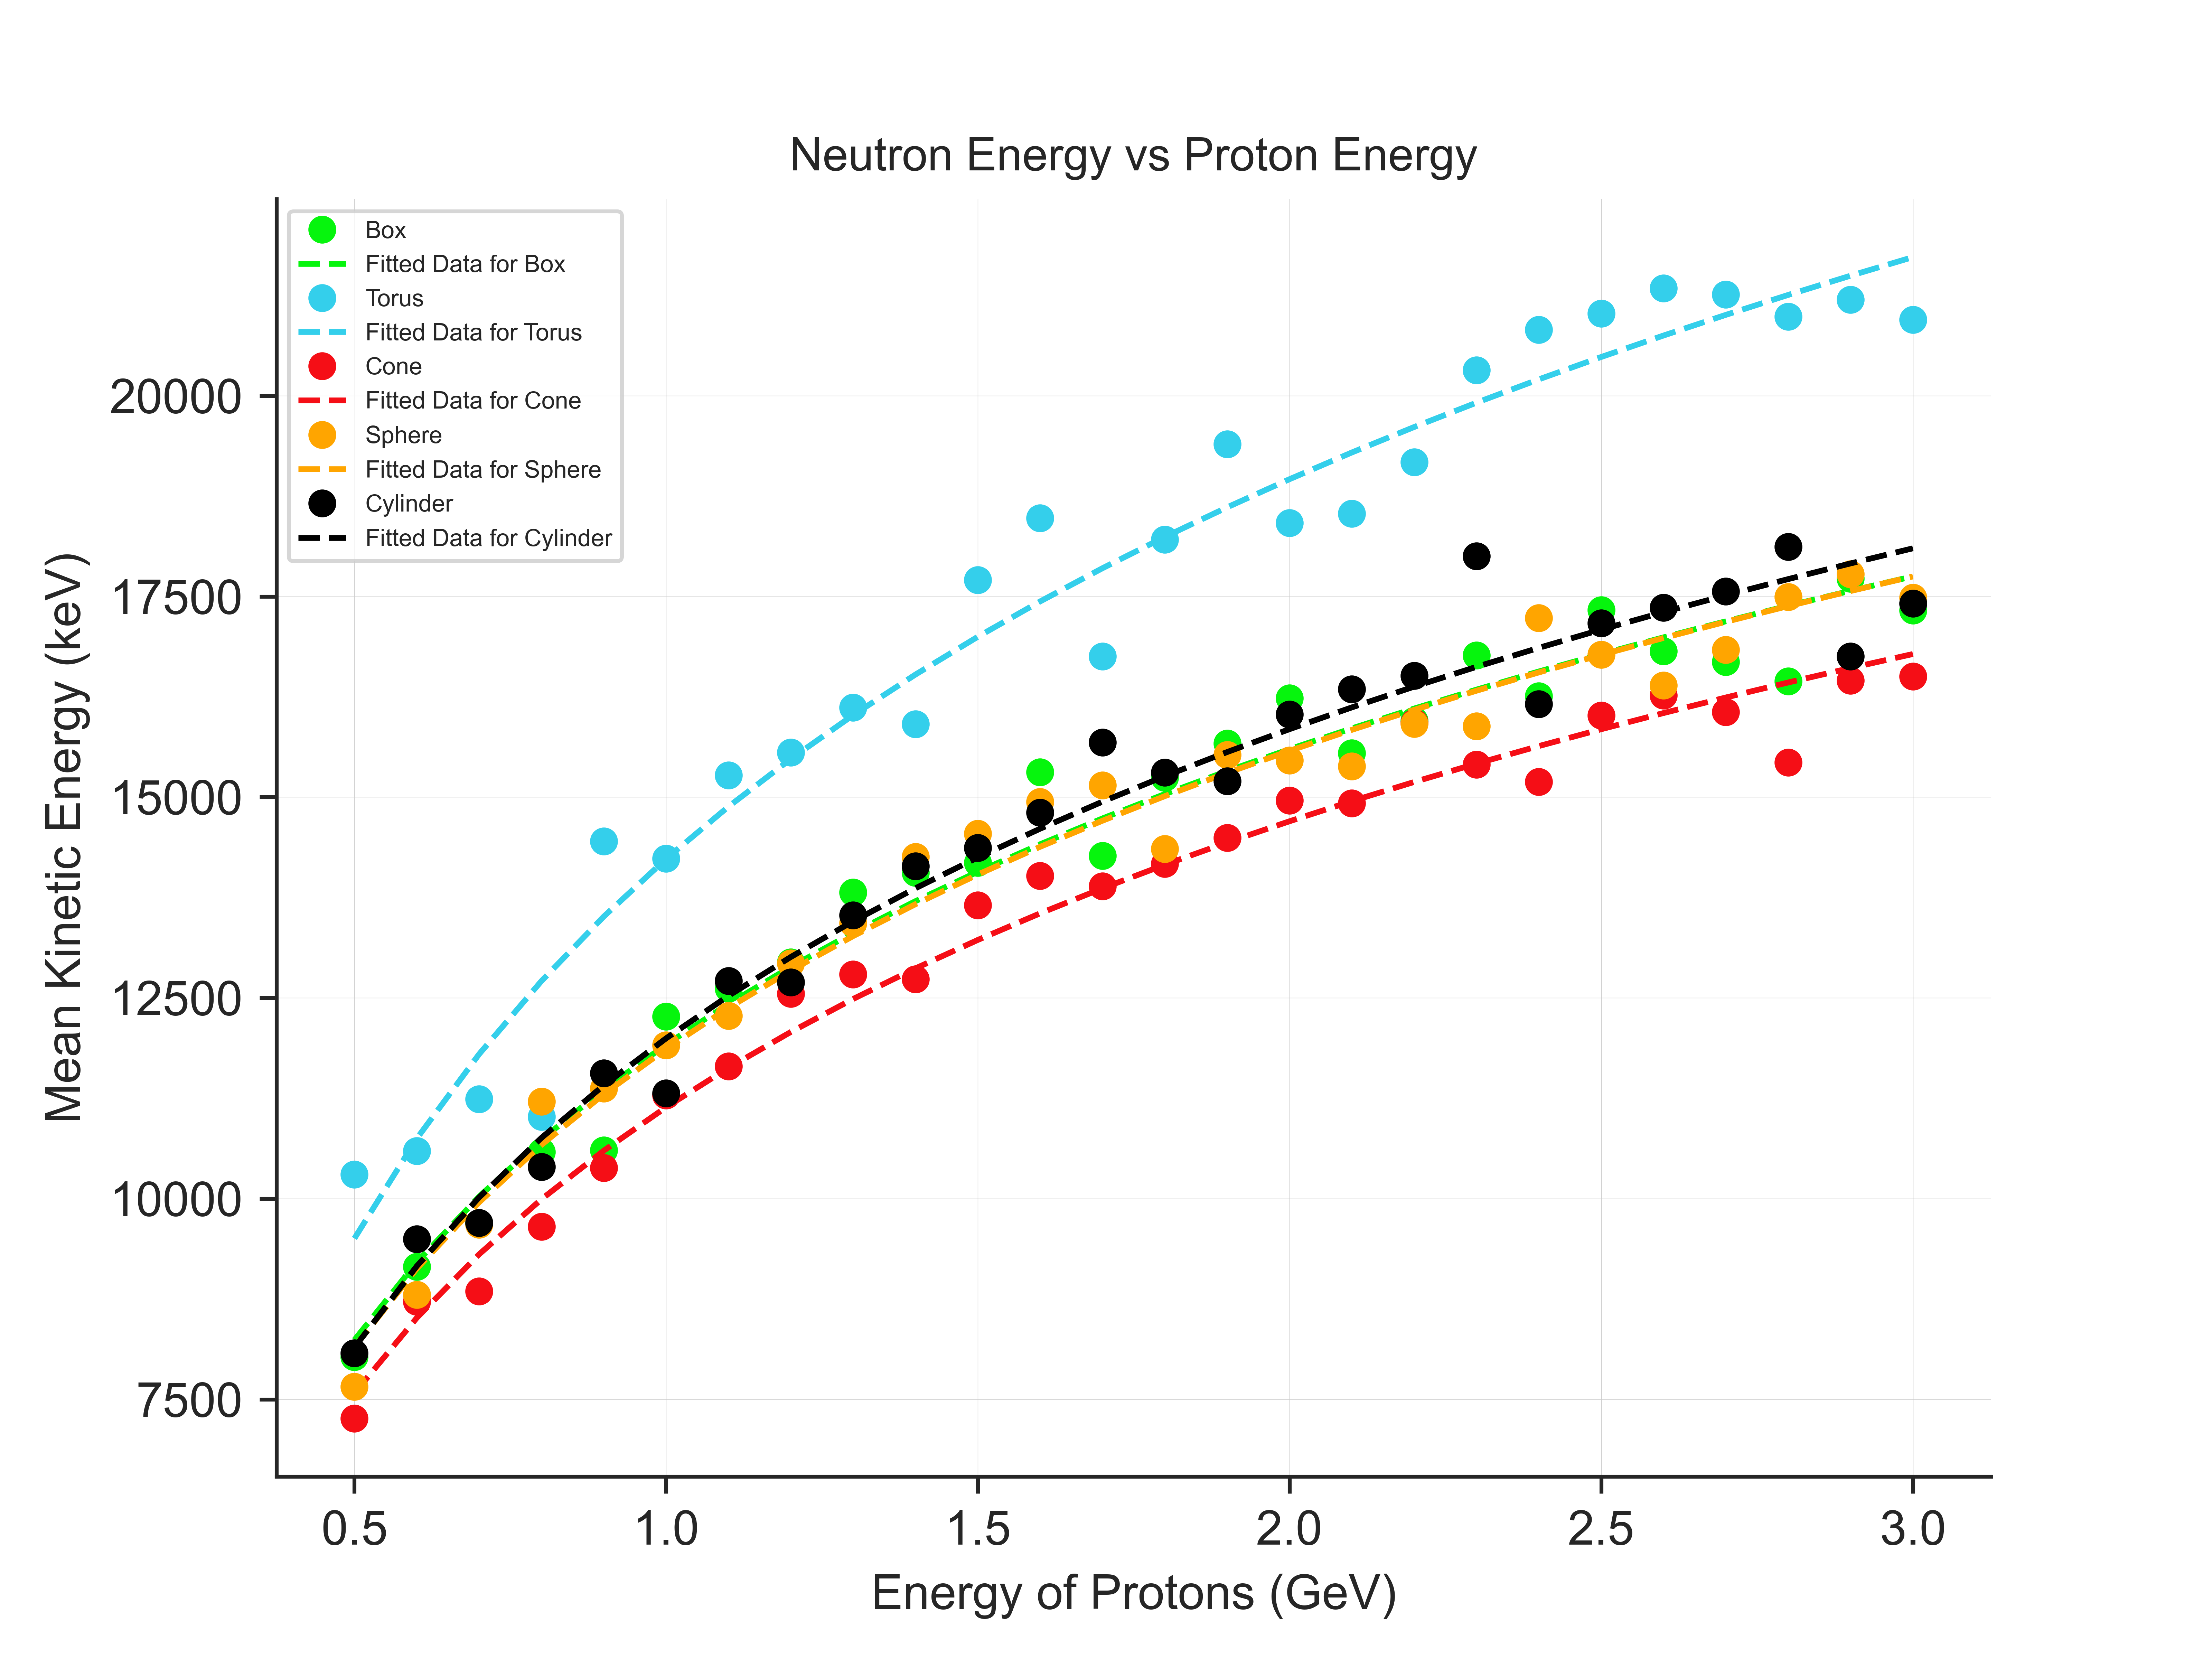 Neutron Energy vs Proton Energy
Box
Fitted Data for Box
Torus
Fitted Data for Torus
Cone
Fitted Data for Cone
Sphere
Fitted Data for Sphere
Cylinder
Fitted Data for Cylinder
Mean Kinetic Energy (keV)
20000
17500
15000
12500
10000
7500
0.5 1.0 1.5 2.0 2.5 3.0
Energy of Protons (GeV)